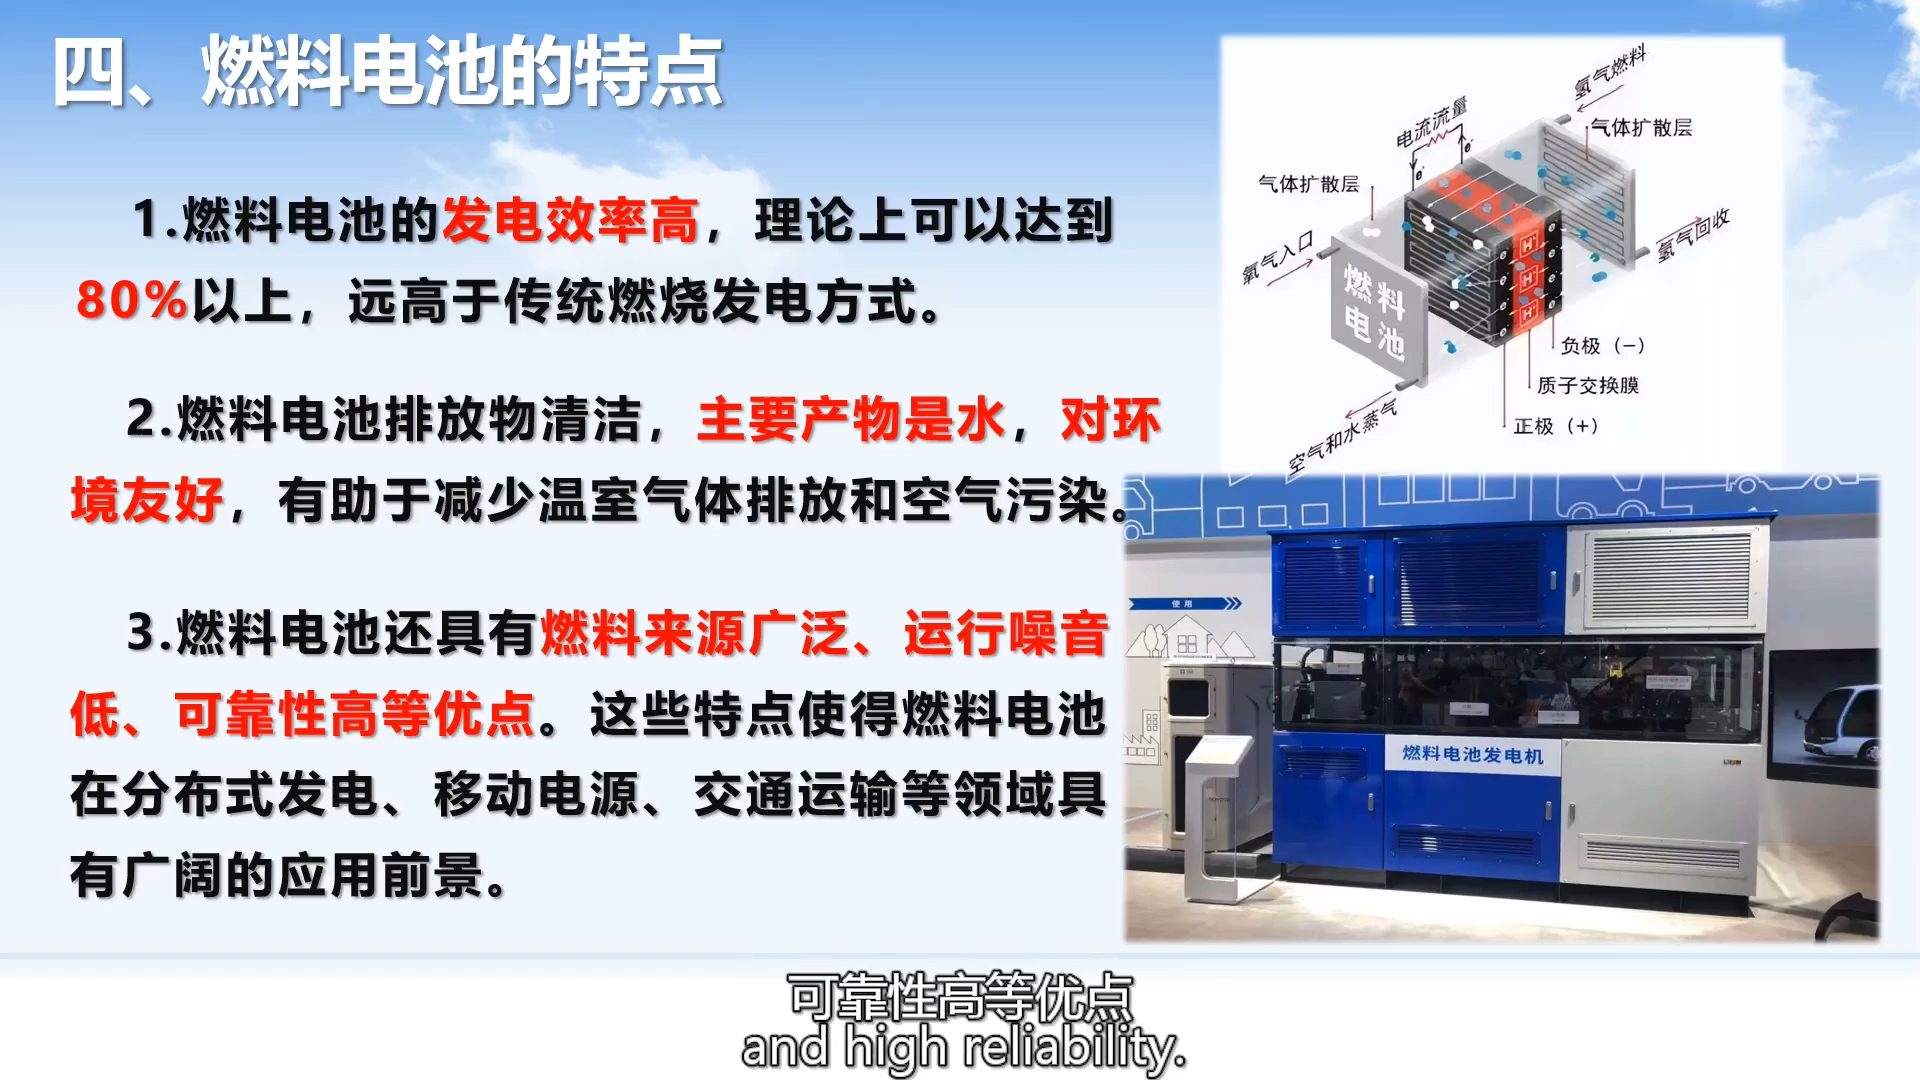 四、燃料电池的特点
1.燃料电池的发电效率高，理论上可以达到
80%以上，远高于传统燃烧发电方式。
2.燃料电池排放物清洁，主要产物是水，对环
境友好，有助于减少温室气体排放和空气污染。
3.燃料电池还具有燃料来源广泛、运行噪音
低、可靠性高等优点。这些特点使得燃料电池
在分布式发电、移动电源、交通运输等领域具
有广阔的应用前景。
氢气燃料
电流流量
气体扩散层
气体扩散层
e-
e-
氢气回收
氧气入口
燃料
电池
H+
H+
H+
负极（−）
质子交换膜
正极（+）
空气和水蒸气
使用
燃料电池发电机
可靠性高等优点
and high reliability.